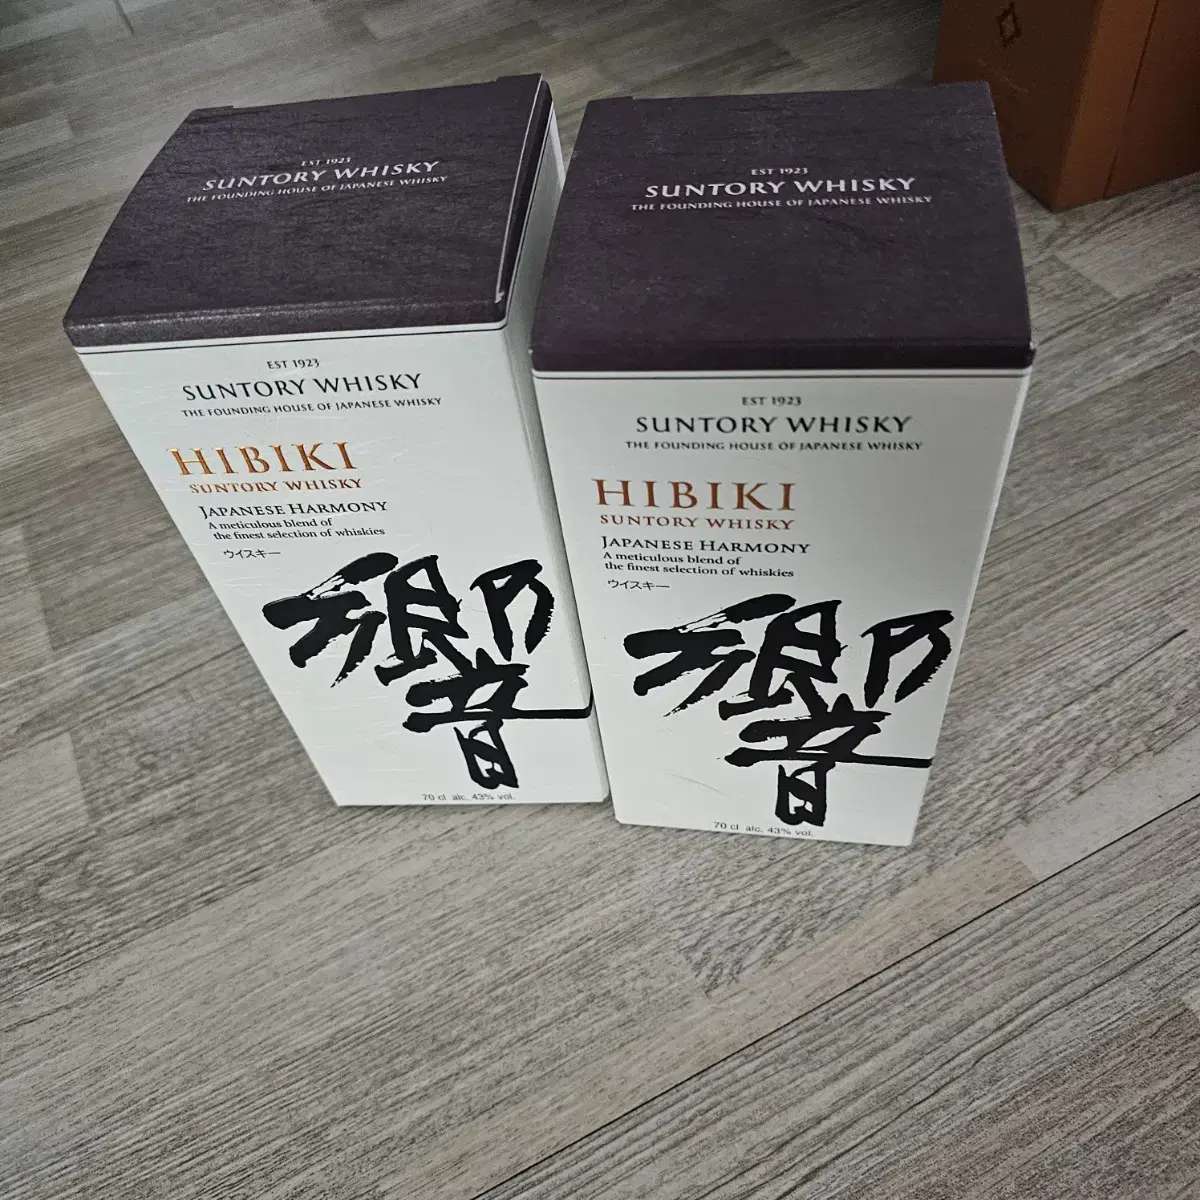 EST 1923
SUNTORY WHISKY
THE FOUNDING HOUSE OF JAPANESE WHISKY
EST 1923
SUNTORY WHISKY
THE FOUNDING HOUSE OF JAPANESE WHISKY
HIBIKI
SUNTORY WHISKY
JAPANESE HARMONY
A meticulous blend of
the finest selection of whiskies
ウイスキー
響
70 cl alc. 43% vol.
EST 1923
SUNTORY WHISKY
THE FOUNDING HOUSE OF JAPANESE WHISKY
EST 1923
SUNTORY WHISKY
THE FOUNDING HOUSE OF JAPANESE WHISKY
HIBIKI
SUNTORY WHISKY
JAPANESE HARMONY
A meticulous blend of
the finest selection of whiskies
ウイスキー
響
70 cl alc. 43% vol.